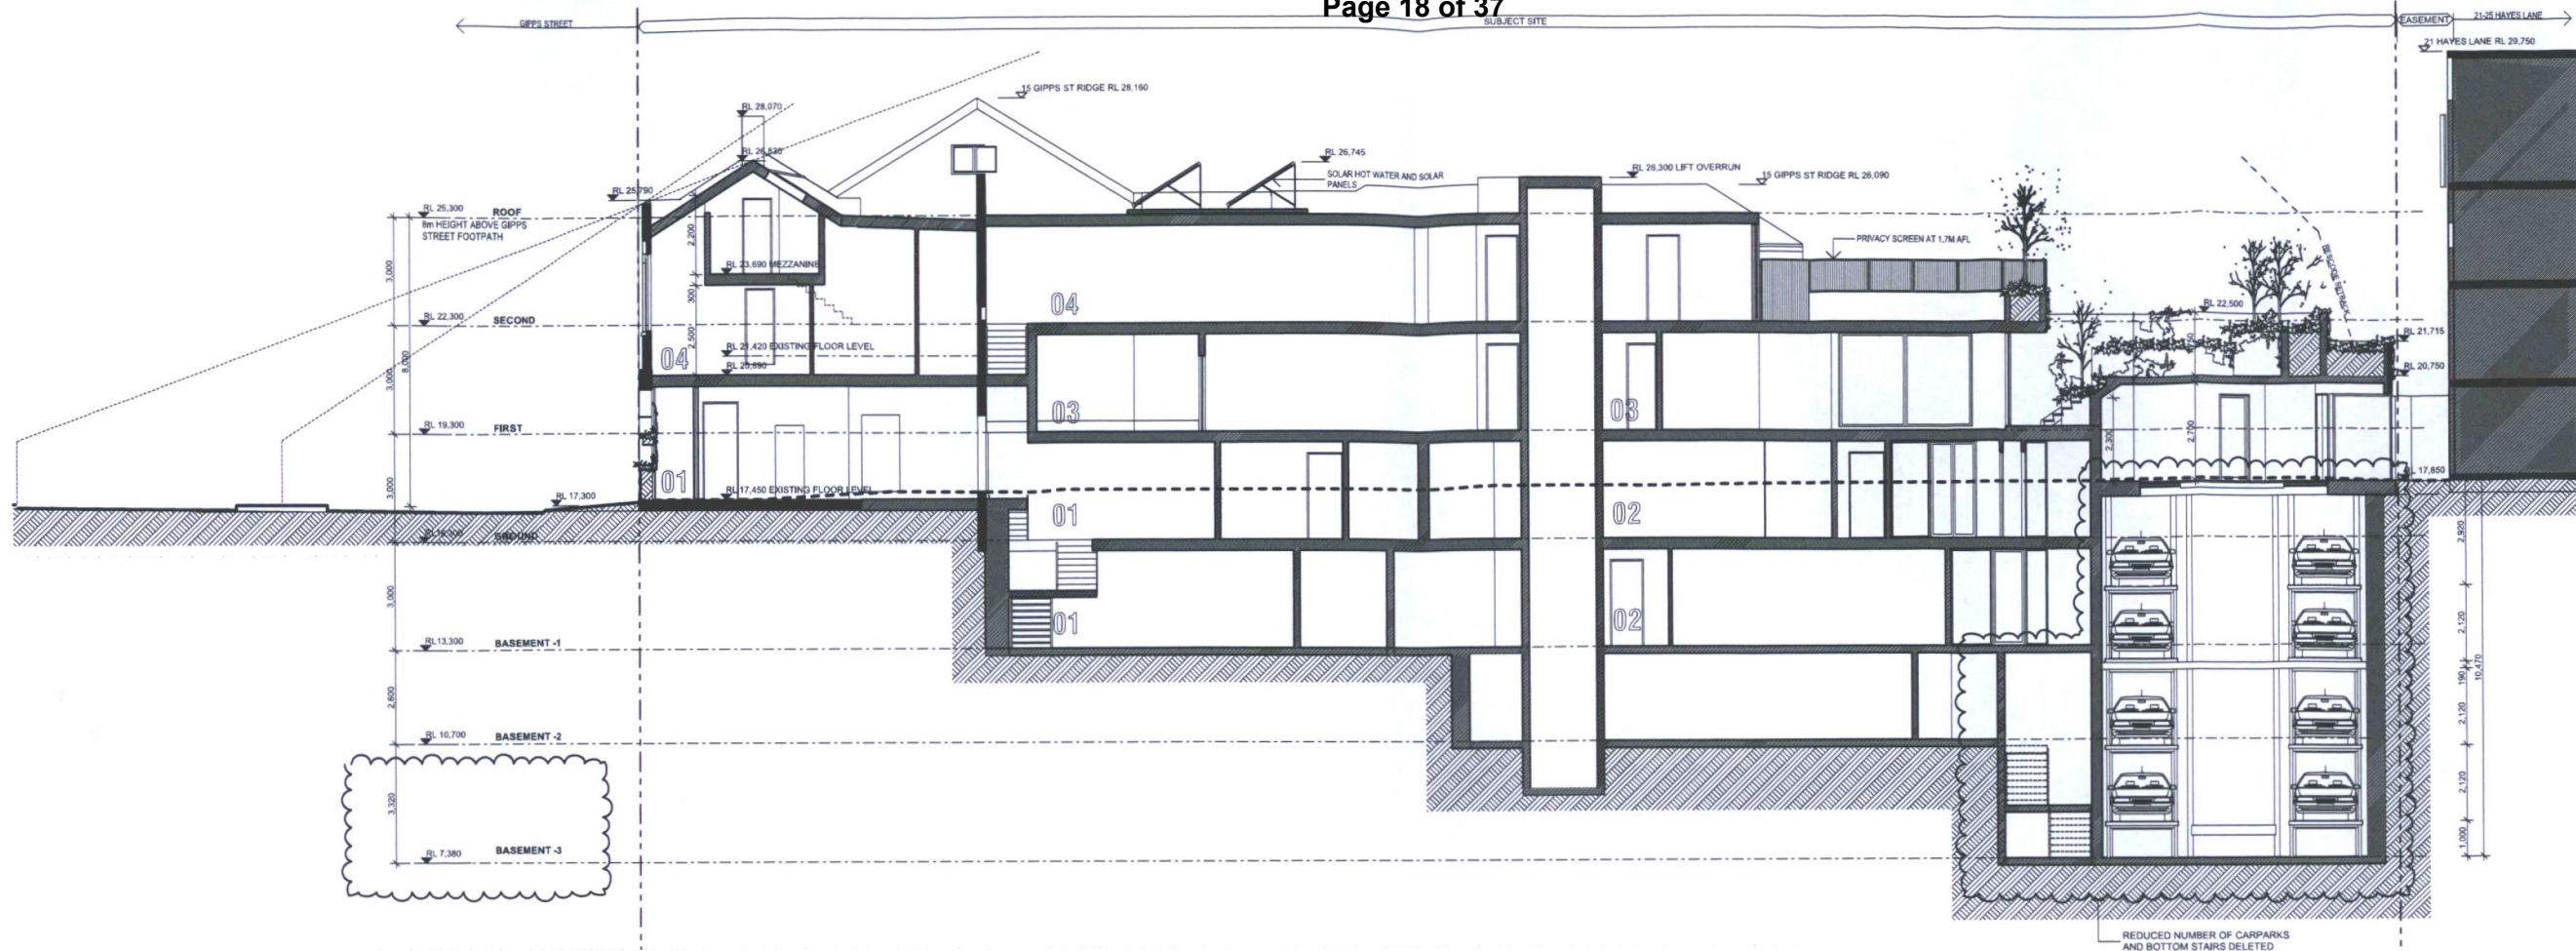 Page 18 of 37
GIPPS STREET
SUBJECT SITE
EASEMENT
21-25 HAYES LANE
21 HAYES LANE RL 29,750
15 GIPPS ST RIDGE RL 28,160
RL 28,070
RL 26,745
SOLAR HOT WATER AND SOLAR
PANELS
RL 26,300 LIFT OVERRUN
15 GIPPS ST RIDGE RL 26,090
RL 25,790
RL 25,300
ROOF
8m HEIGHT ABOVE GIPPS
STREET FOOTPATH
PRIVACY SCREEN AT 1.7M AFL
2,200
RL 23,690 MEZZANINE
3,000
300
04
RL 22,500
RL 22,300
SECOND
2,500
RL 21,715
RL 21,420 EXISTING FLOOR LEVEL
04
8,000
3,000
RL 20,690
RL 20,750
03
03
RL 19,300
FIRST
2,300
2,700
01
3,000
RL 17,450 EXISTING FLOOR LEVEL
RL 17,850
RL 17,300
01
02
GROUND
2,920
3,000
01
02
2,120
RL 13,300
BASEMENT -1
190
10,470
2,600
2,120
RL 10,700
BASEMENT -2
2,120
3,320
1,000
RL 7,380
BASEMENT -3
REDUCED NUMBER OF CARPARKS
AND BOTTOM STAIRS DELETED